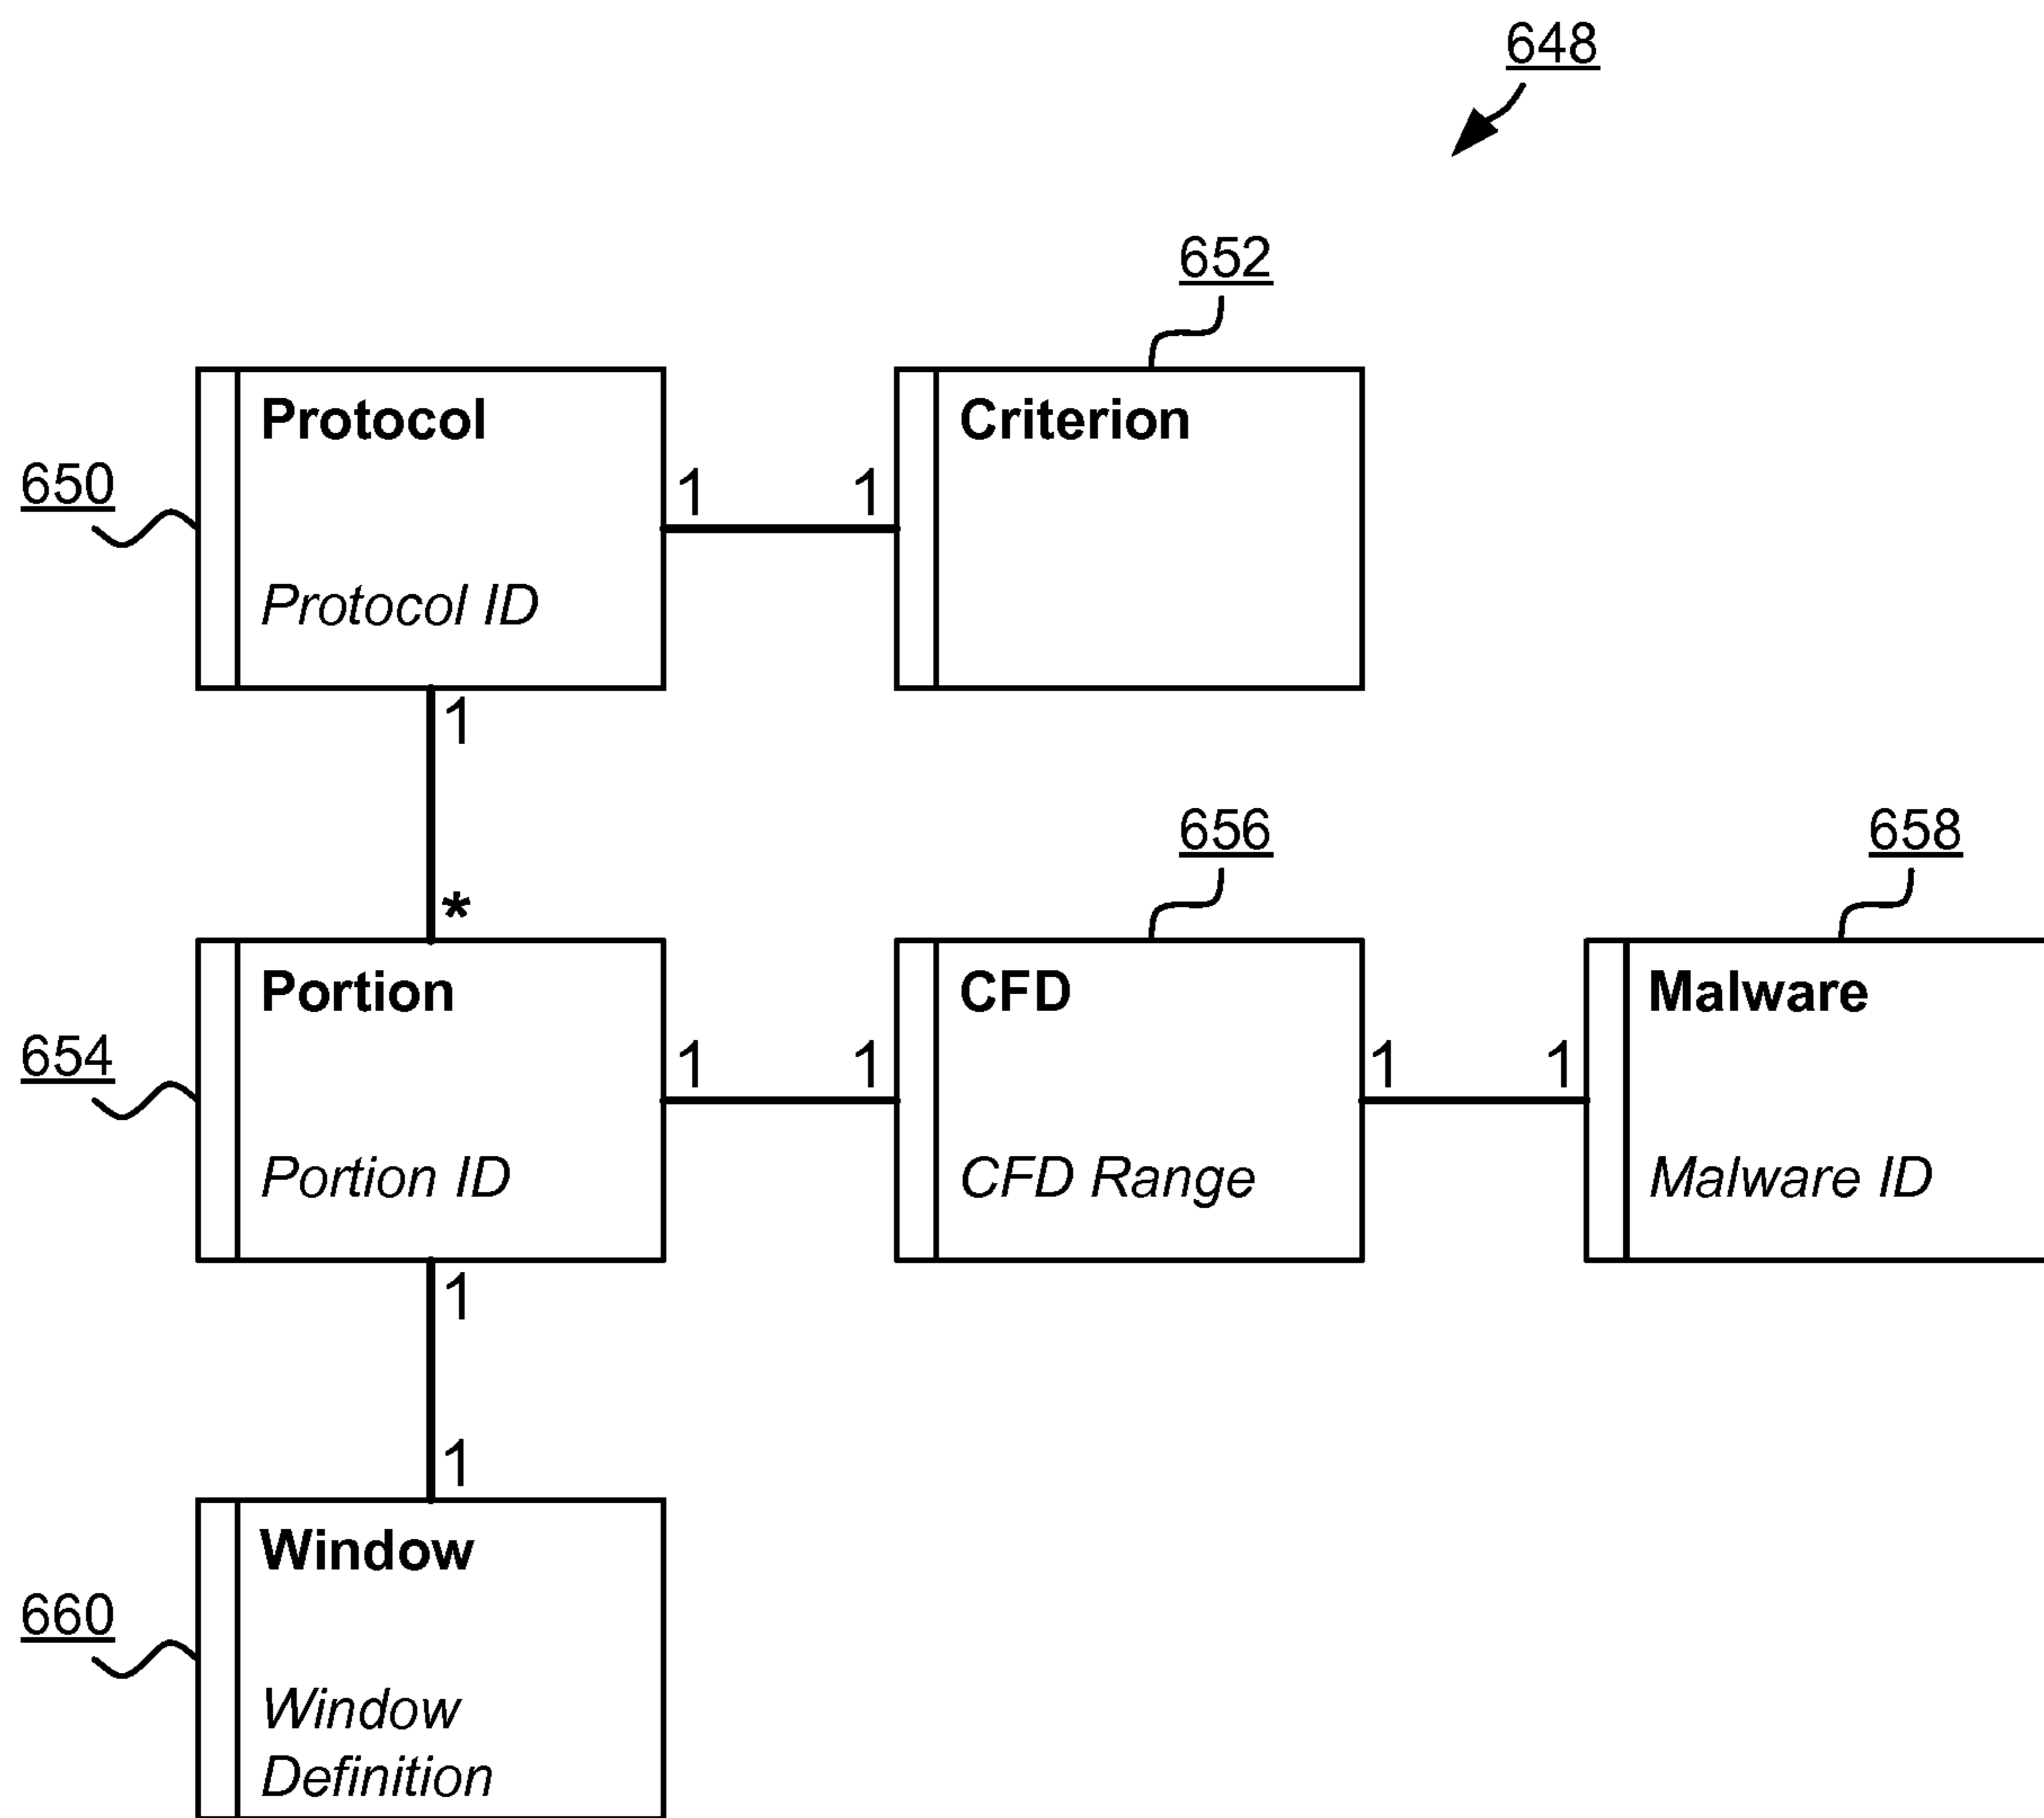 648
652
Protocol
Criterion
650
1
1
Protocol ID
1
656
658
*
Portion
CFD
Malware
654
1
1
1
1
Portion ID
CFD Range
Malware ID
1
1
Window
660
Window
Definition